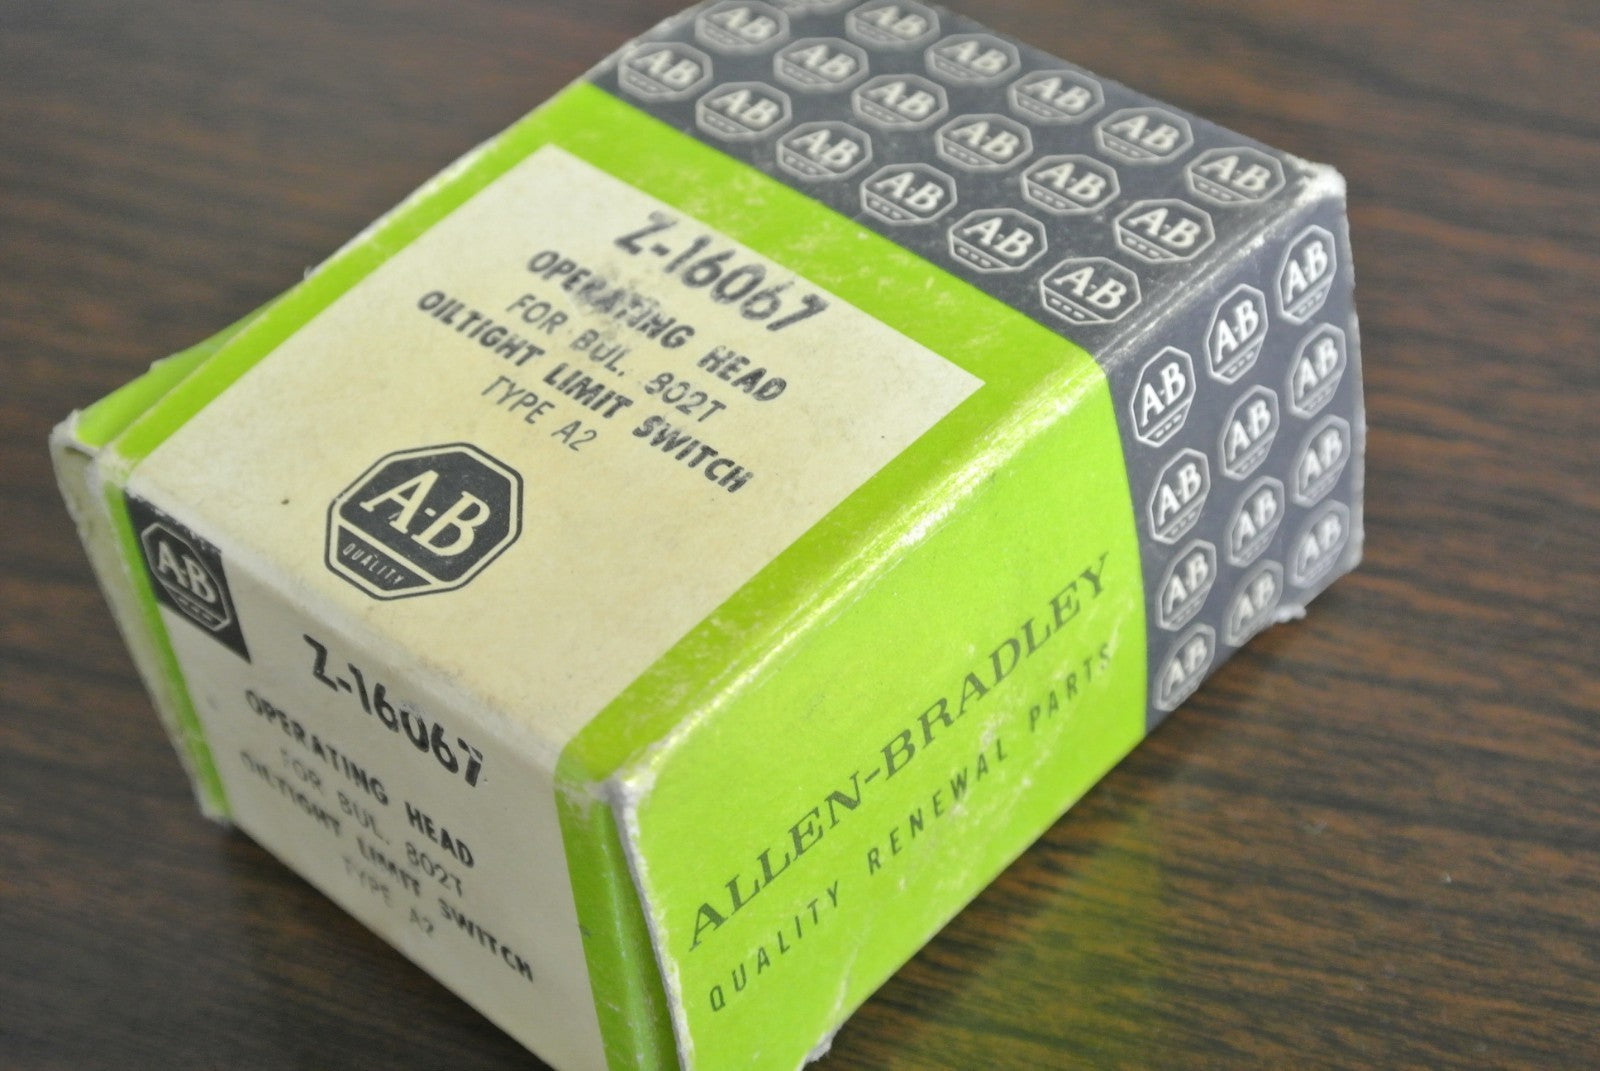 Z-16067
OPERATING HEAD
FOR BUL. 802T
OILTIGHT LIMIT SWITCH
TYPE A2
A-B
QUALITY
A-B
Z-16067
OPERATING HEAD
FOR BUL. 802T
OILTIGHT LIMIT SWITCH
TYPE A2
ALLEN-BRADLEY
QUALITY RENEWAL PARTS
A-B A-B A-B A-B A-B A-B
A-B A-B A-B A-B A-B A-B
A-B A-B A-B A-B A-B A-B
A-B A-B A-B
A-B A-B A-B
A-B A-B A-B
A-B A-B A-B